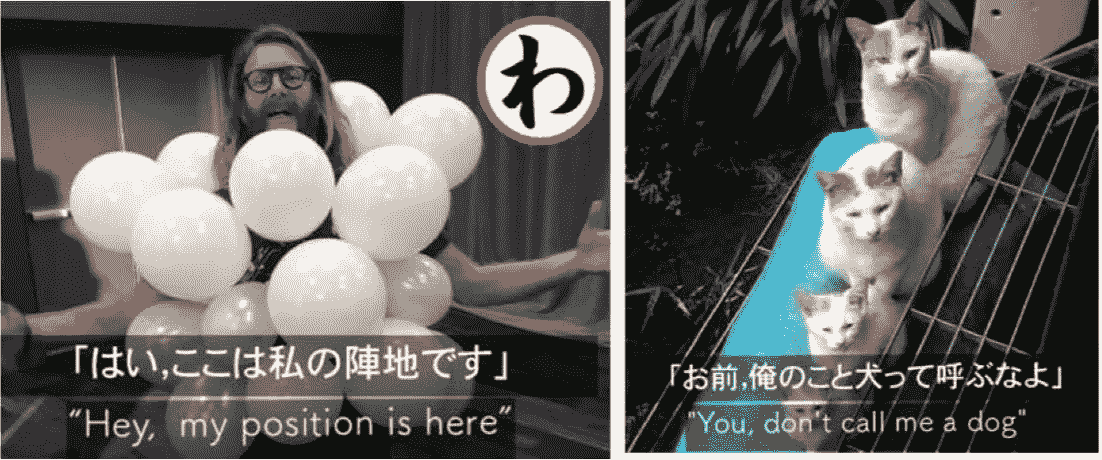 わ
「はい,ここは私の陣地です」
"Hey, my position is here"
「お前,俺のこと犬って呼ぶなよ」
"You, don't call me a dog"